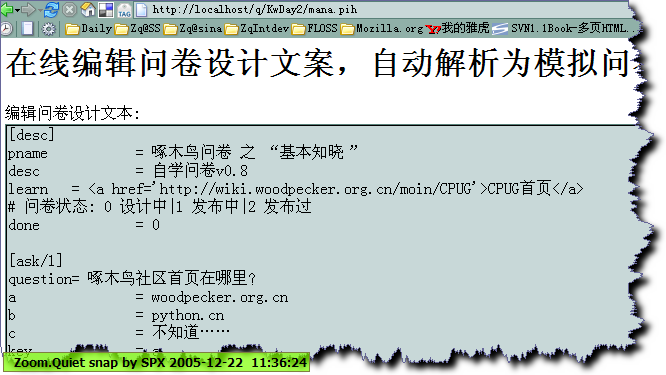 TAG http://localhost/q/KwDay2/mana.pih
Daily Zq@SS Zq@sina ZqIntdev FLOSS Mozilla.org 我的雅虎 SVN1.1Book-多页HTML...
在线编辑问卷设计文案，自动解析为模拟问
编辑问卷设计文本:
[desc]
pname = 啄木鸟问卷 之 “基本知晓 ”
desc = 自学问卷v0.8
learn = <a href='http://wiki.woodpecker.org.cn/moin/CPUG'>CPUG首页</a>
# 问卷状态: 0 设计中|1 发布中|2 发布过
done = 0
[ask/1]
question= 啄木鸟社区首页在哪里?
a = woodpecker.org.cn
b = python.cn
c = 不知道……
key = a
Zoom.Quiet snap by SPX 2005-12-22 11:36:24